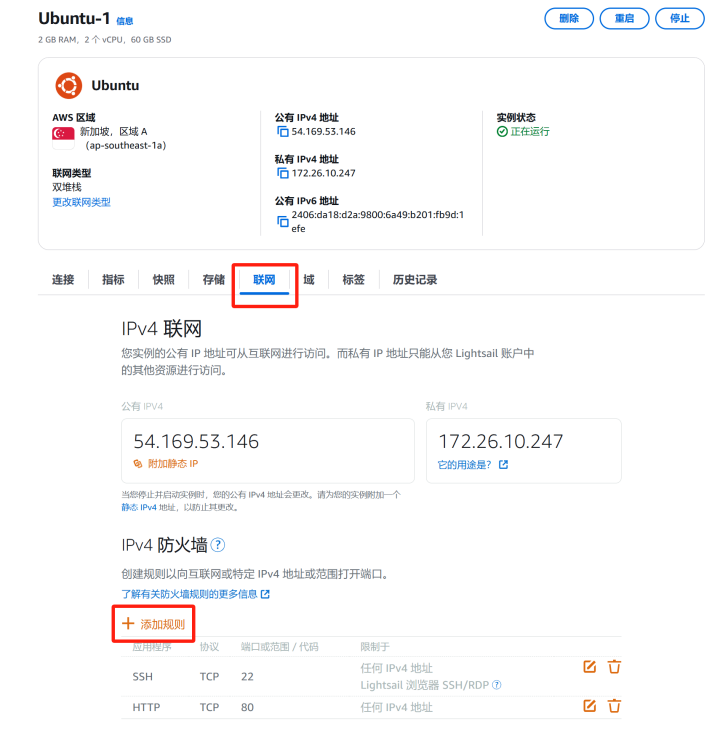 Ubuntu-1 信息
删除 重启 停止
2 GB RAM，2 个 vCPU，60 GB SSD
Ubuntu
AWS 区域
新加坡，区域 A
（ap-southeast-1a）
联网类型
双堆栈
更改联网类型
公有 IPv4 地址
54.169.53.146
私有 IPv4 地址
172.26.10.247
公有 IPv6 地址
2406:da18:d2a:9800:6a49:b201:fb9d:1
efe
实例状态
正在运行
连接 指标 快照 存储 联网 域 标签 历史记录
IPv4 联网
您实例的公有 IP 地址可从互联网进行访问。而私有 IP 地址只能从您 Lightsail 账户中
的其他资源进行访问。
公有 IPV4
54.169.53.146
附加静态 IP
私有 IPV4
172.26.10.247
它的用途是?
当您停止并启动实例时，您的公有 IPv4 地址会更改。请为您的实例附加一个
静态 IPv4 地址，以防止其更改。
IPv4 防火墙
创建规则以向互联网或特定 IPv4 地址或范围打开端口。
了解有关防火墙规则的更多信息
+ 添加规则
应用程序 协议 端口或范围 / 代码 限制于
SSH TCP 22 任何 IPv4 地址
Lightsail 浏览器 SSH/RDP
HTTP TCP 80 任何 IPv4 地址